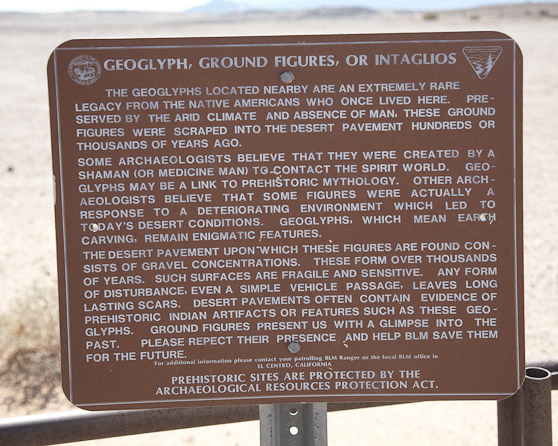 GEOGLYPH, GROUND FIGURES, OR INTAGLIOS
THE GEOGLYPHS LOCATED NEARBY ARE AN EXTREMELY RARE
LEGACY FROM THE NATIVE AMERICANS WHO ONCE LIVED HERE. PRE-
SERVED BY THE ARID CLIMATE AND ABSENCE OF MAN, THESE GROUND
FIGURES WERE SCRAPED INTO THE DESERT PAVEMENT HUNDREDS OR
THOUSANDS OF YEARS AGO.
SOME ARCHAEOLOGISTS BELIEVE THAT THEY WERE CREATED BY A
SHAMAN (OR MEDICINE MAN) TO CONTACT THE SPIRIT WORLD. GEO-
GLYPHS MAY BE A LINK TO PREHISTORIC MYTHOLOGY. OTHER ARCH-
AEOLOGISTS BELIEVE THAT SOME FIGURES WERE ACTUALLY A
RESPONSE TO A DETERIORATING ENVIRONMENT WHICH LED TO
TODAY'S DESERT CONDITIONS. GEOGLYPHS, WHICH MEAN EARTH
CARVING, REMAIN ENIGMATIC FEATURES.
THE DESERT PAVEMENT UPON WHICH THESE FIGURES ARE FOUND CON-
SISTS OF GRAVEL CONCENTRATIONS. THESE FORM OVER THOUSANDS
OF YEARS. SUCH SURFACES ARE FRAGILE AND SENSITIVE. ANY FORM
OF DISTURBANCE, EVEN A SIMPLE VEHICLE PASSAGE, LEAVES LONG
LASTING SCARS. DESERT PAVEMENTS OFTEN CONTAIN EVIDENCE OF
PREHISTORIC INDIAN ARTIFACTS OR FEATURES SUCH AS THESE GEO-
GLYPHS. GROUND FIGURES PRESENT US WITH A GLIMPSE INTO THE
PAST. PLEASE REPECT THEIR PRESENCE AND HELP BLM SAVE THEM
FOR THE FUTURE.
For additional information please contact your patrolling BLM Ranger or the local BLM office in
EL CENTRO, CALIFORNIA
PREHISTORIC SITES ARE PROTECTED BY THE
ARCHAEOLOGICAL RESOURCES PROTECTION ACT.